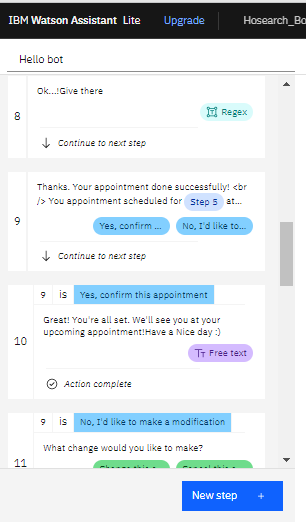 IBM Watson Assistant Lite Upgrade Hosearch_Bo
Hello bot
8
Ok...!Give there
Regex
Continue to next step
9
Thanks. Your appointment done successfully! <br
/> You appointment scheduled for Step 5 at...
Yes, confirm ... No, I'd like to...
Continue to next step
10
9 is Yes, confirm this appointment
Great! You're all set. We'll see you at your
upcoming appointment!Have a Nice day :)
Free text
Action complete
11
9 is No, I'd like to make a modification
What change would you like to make?
Change this a... Cancel this a...
New step +